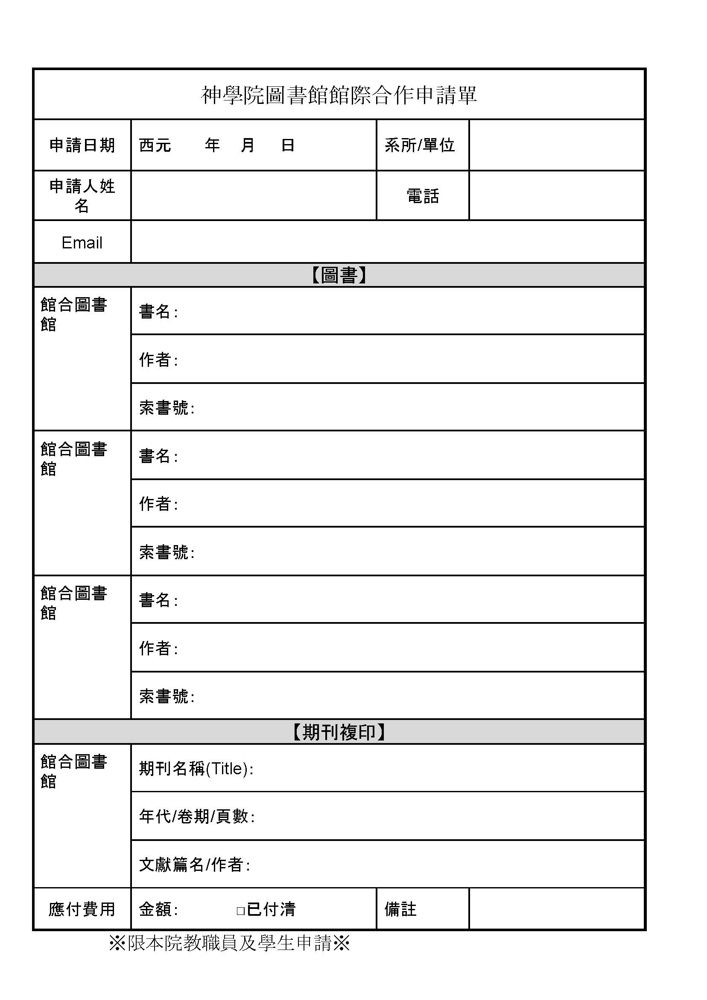 神學院圖書館館際合作申請單
申請日期 西元 年 月 日 系所/單位
申請人姓
名
電話
Email
【圖書】
館合圖書
館
書名：
作者：
索書號：
館合圖書
館
書名：
作者：
索書號：
館合圖書
館
書名：
作者：
索書號：
【期刊複印】
館合圖書
館
期刊名稱(Title)：
年代/卷期/頁數：
文獻篇名/作者：
應付費用 金額： □已付清 備註
※限本院教職員及學生申請※